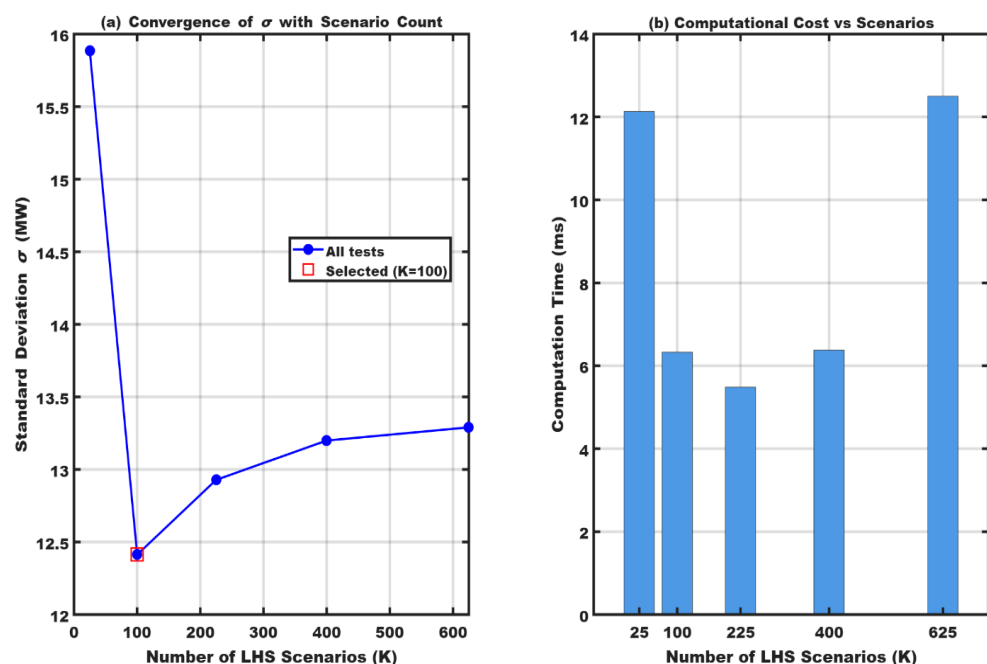 (a) Convergence of σ with Scenario Count
16
15.5
15
14.5
14
13.5
13
12.5
12
Standard Deviation σ (MW)
All tests
Selected (K=100)
0 100 200 300 400 500 600
Number of LHS Scenarios (K)
(b) Computational Cost vs Scenarios
14
12
10
8
6
4
2
0
Computation Time (ms)
25 100 225 400 625
Number of LHS Scenarios (K)